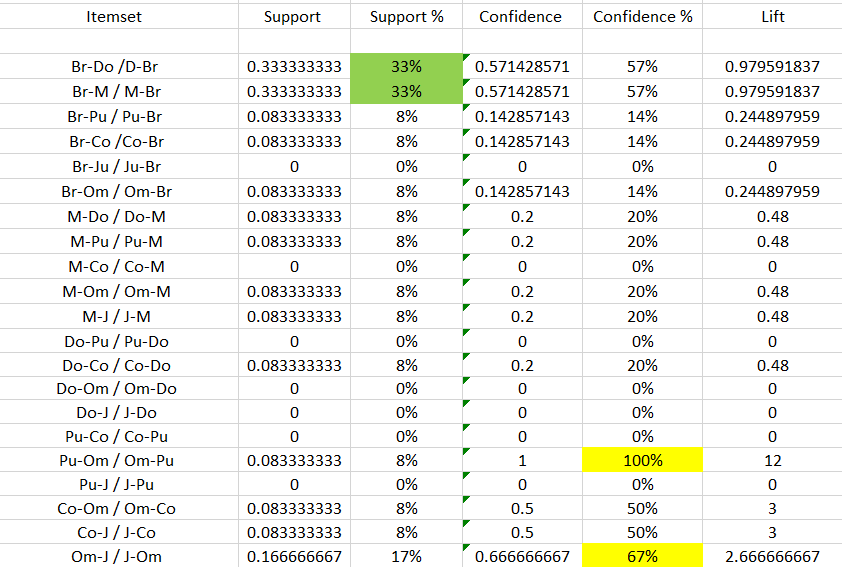 Itemset Support Support % Confidence Confidence % Lift
Br-Do /D-Br 0.333333333 33% 0.571428571 57% 0.979591837
Br-M / M-Br 0.333333333 33% 0.571428571 57% 0.979591837
Br-Pu / Pu-Br 0.083333333 8% 0.142857143 14% 0.244897959
Br-Co /Co-Br 0.083333333 8% 0.142857143 14% 0.244897959
Br-Ju / Ju-Br 0 0% 0 0% 0
Br-Om / Om-Br 0.083333333 8% 0.142857143 14% 0.244897959
M-Do / Do-M 0.083333333 8% 0.2 20% 0.48
M-Pu / Pu-M 0.083333333 8% 0.2 20% 0.48
M-Co / Co-M 0 0% 0 0% 0
M-Om / Om-M 0.083333333 8% 0.2 20% 0.48
M-J / J-M 0.083333333 8% 0.2 20% 0.48
Do-Pu / Pu-Do 0 0% 0 0% 0
Do-Co / Co-Do 0.083333333 8% 0.2 20% 0.48
Do-Om / Om-Do 0 0% 0 0% 0
Do-J / J-Do 0 0% 0 0% 0
Pu-Co / Co-Pu 0 0% 0 0% 0
Pu-Om / Om-Pu 0.083333333 8% 1 100% 12
Pu-J / J-Pu 0 0% 0 0% 0
Co-Om / Om-Co 0.083333333 8% 0.5 50% 3
Co-J / J-Co 0.083333333 8% 0.5 50% 3
Om-J / J-Om 0.166666667 17% 0.666666667 67% 2.666666667